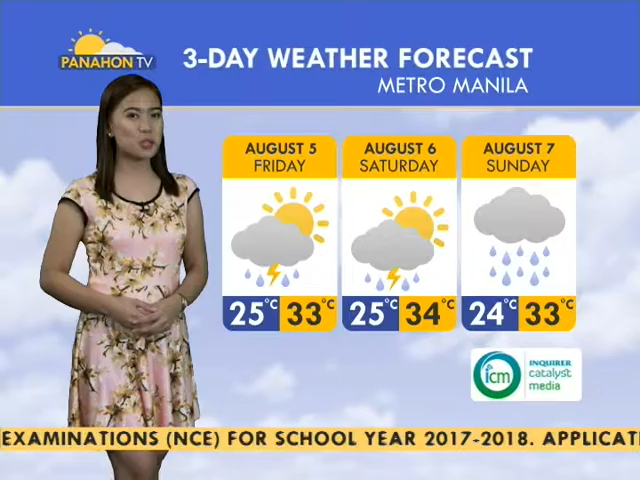 PANAHON TV
3-DAY WEATHER FORECAST
METRO MANILA
AUGUST 5
FRIDAY
25°C 33°C
AUGUST 6
SATURDAY
25°C 34°C
AUGUST 7
SUNDAY
24°C 33°C
icm
INQUIRER
catalyst
media
EXAMINATIONS (NCE) FOR SCHOOL YEAR 2017-2018. APPLICATI